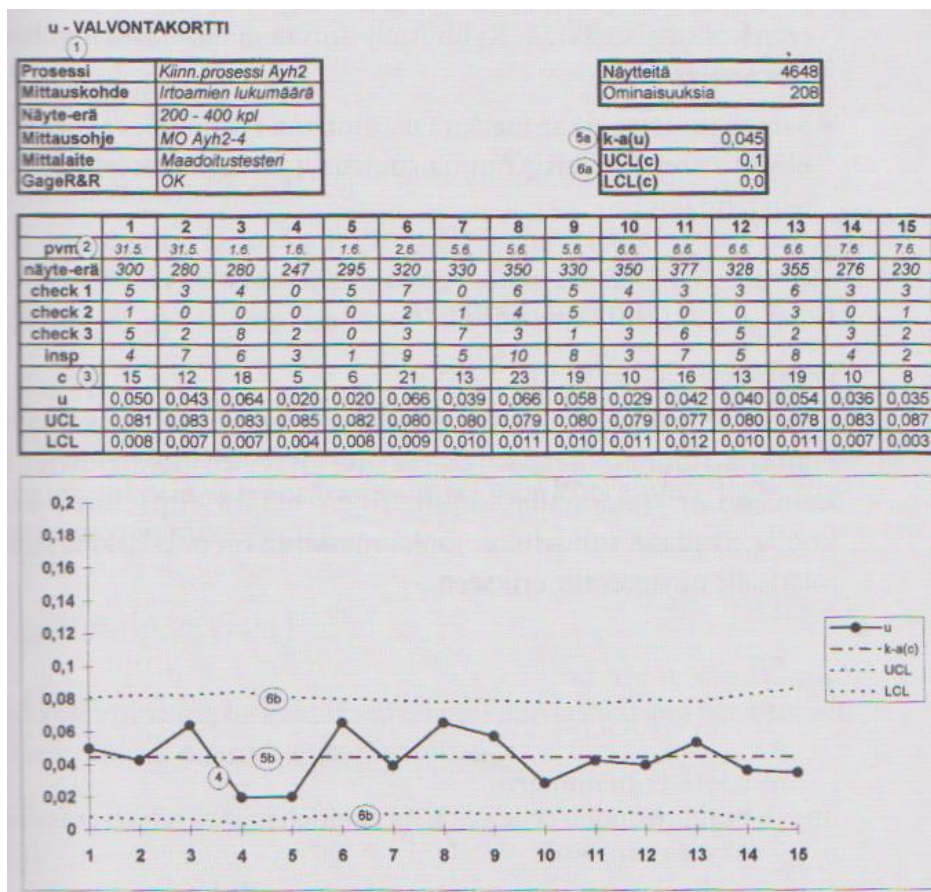 u - VALVONTAKORTTI
1
Prosessi Kiinn.prosessi Ayh2
Mittauskohde Irtoamien lukumäärä
Näyte-erä 200 - 400 kpl
Mittausohje MO Ayh2-4
Mittalaite Maadoitustesteri
GageR&R OK
Näytteitä 4648
Ominaisuuksia 208
5a k-a(u) 0,045
UCL(c) 0,1
6a
LCL(c) 0,0
1 2 3 4 5 6 7 8 9 10 11 12 13 14 15
pvm 2 31.5. 31.5. 1.6. 1.6. 1.6. 2.6. 5.6. 5.6. 5.6. 6.6. 6.6. 6.6. 6.6. 7.6. 7.6.
näyte-erä 300 280 280 247 295 320 330 350 330 350 377 328 355 276 230
check 1 5 3 4 0 5 7 0 6 5 4 3 3 6 3 3
check 2 1 0 0 0 0 2 1 4 5 0 0 0 3 0 1
check 3 5 2 8 2 0 3 7 3 1 3 6 5 2 3 2
insp 4 7 6 3 1 9 5 10 8 3 7 5 8 4 2
c 3 15 12 18 5 6 21 13 23 19 10 16 13 19 10 8
u 0,050 0,043 0,064 0,020 0,020 0,066 0,039 0,066 0,058 0,029 0,042 0,040 0,054 0,036 0,035
UCL 0,081 0,083 0,083 0,085 0,082 0,080 0,080 0,079 0,080 0,079 0,077 0,080 0,078 0,083 0,087
LCL 0,008 0,007 0,007 0,004 0,008 0,009 0,010 0,011 0,010 0,011 0,012 0,010 0,011 0,007 0,003
0,2
0,18
0,16
0,14
0,12
0,1
0,08
0,06
0,04
0,02
0
6b
5b
4
6b
u
k-a(c)
UCL
LCL
1 2 3 4 5 6 7 8 9 10 11 12 13 14 15